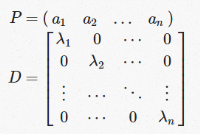 P = ( a₁ a₂ … aₙ )
D = [ λ₁ 0 ⋯ 0
0 λ₂ ⋯ 0
⋮ … ⋱ ⋮
0 ⋯ 0 λₙ ]